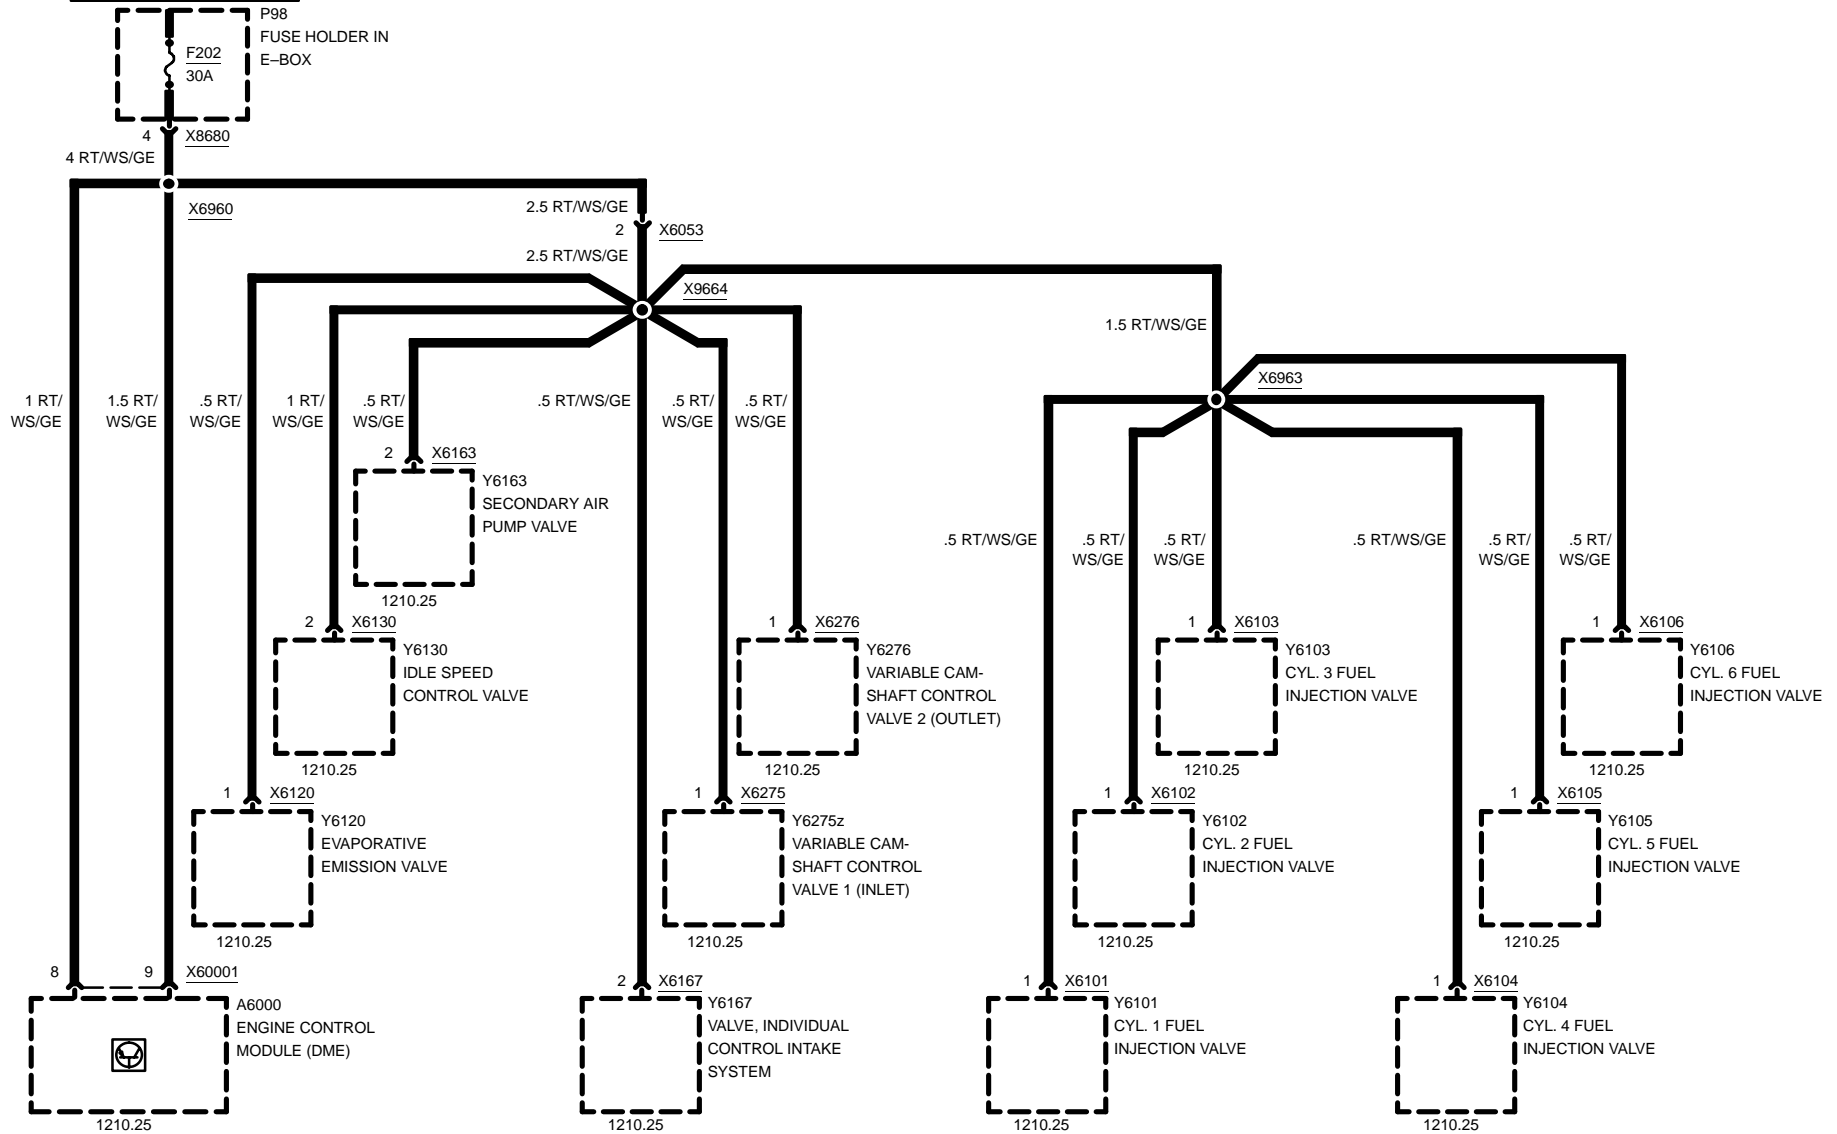 P98
FUSE HOLDER IN
E–BOX
F202
30A
4
X8680
4 RT/WS/GE
X6960
2.5 RT/WS/GE
2
X6053
2.5 RT/WS/GE
X9664
1.5 RT/WS/GE
X6963
1 RT/
WS/GE
1.5 RT/
WS/GE
.5 RT/
WS/GE
1 RT/
WS/GE
.5 RT/
WS/GE
.5 RT/WS/GE
.5 RT/
WS/GE
.5 RT/
WS/GE
2
X6163
Y6163
SECONDARY AIR
PUMP VALVE
1210.25
.5 RT/WS/GE
.5 RT/
WS/GE
.5 RT/
WS/GE
.5 RT/WS/GE
.5 RT/
WS/GE
.5 RT/
WS/GE
2
X6130
Y6130
IDLE SPEED
CONTROL VALVE
1210.25
1
X6276
Y6276
VARIABLE CAM-
SHAFT CONTROL
VALVE 2 (OUTLET)
1210.25
1
X6103
Y6103
CYL. 3 FUEL
INJECTION VALVE
1210.25
1
X6106
Y6106
CYL. 6 FUEL
INJECTION VALVE
1210.25
1
X6120
Y6120
EVAPORATIVE
EMISSION VALVE
1210.25
1
X6275
Y6275z
VARIABLE CAM-
SHAFT CONTROL
VALVE 1 (INLET)
1210.25
1
X6102
Y6102
CYL. 2 FUEL
INJECTION VALVE
1210.25
1
X6105
Y6105
CYL. 5 FUEL
INJECTION VALVE
1210.25
8
9
X60001
A6000
ENGINE CONTROL
MODULE (DME)
1210.25
2
X6167
Y6167
VALVE, INDIVIDUAL
CONTROL INTAKE
SYSTEM
1210.25
1
X6101
Y6101
CYL. 1 FUEL
INJECTION VALVE
1210.25
1
X6104
Y6104
CYL. 4 FUEL
INJECTION VALVE
1210.25